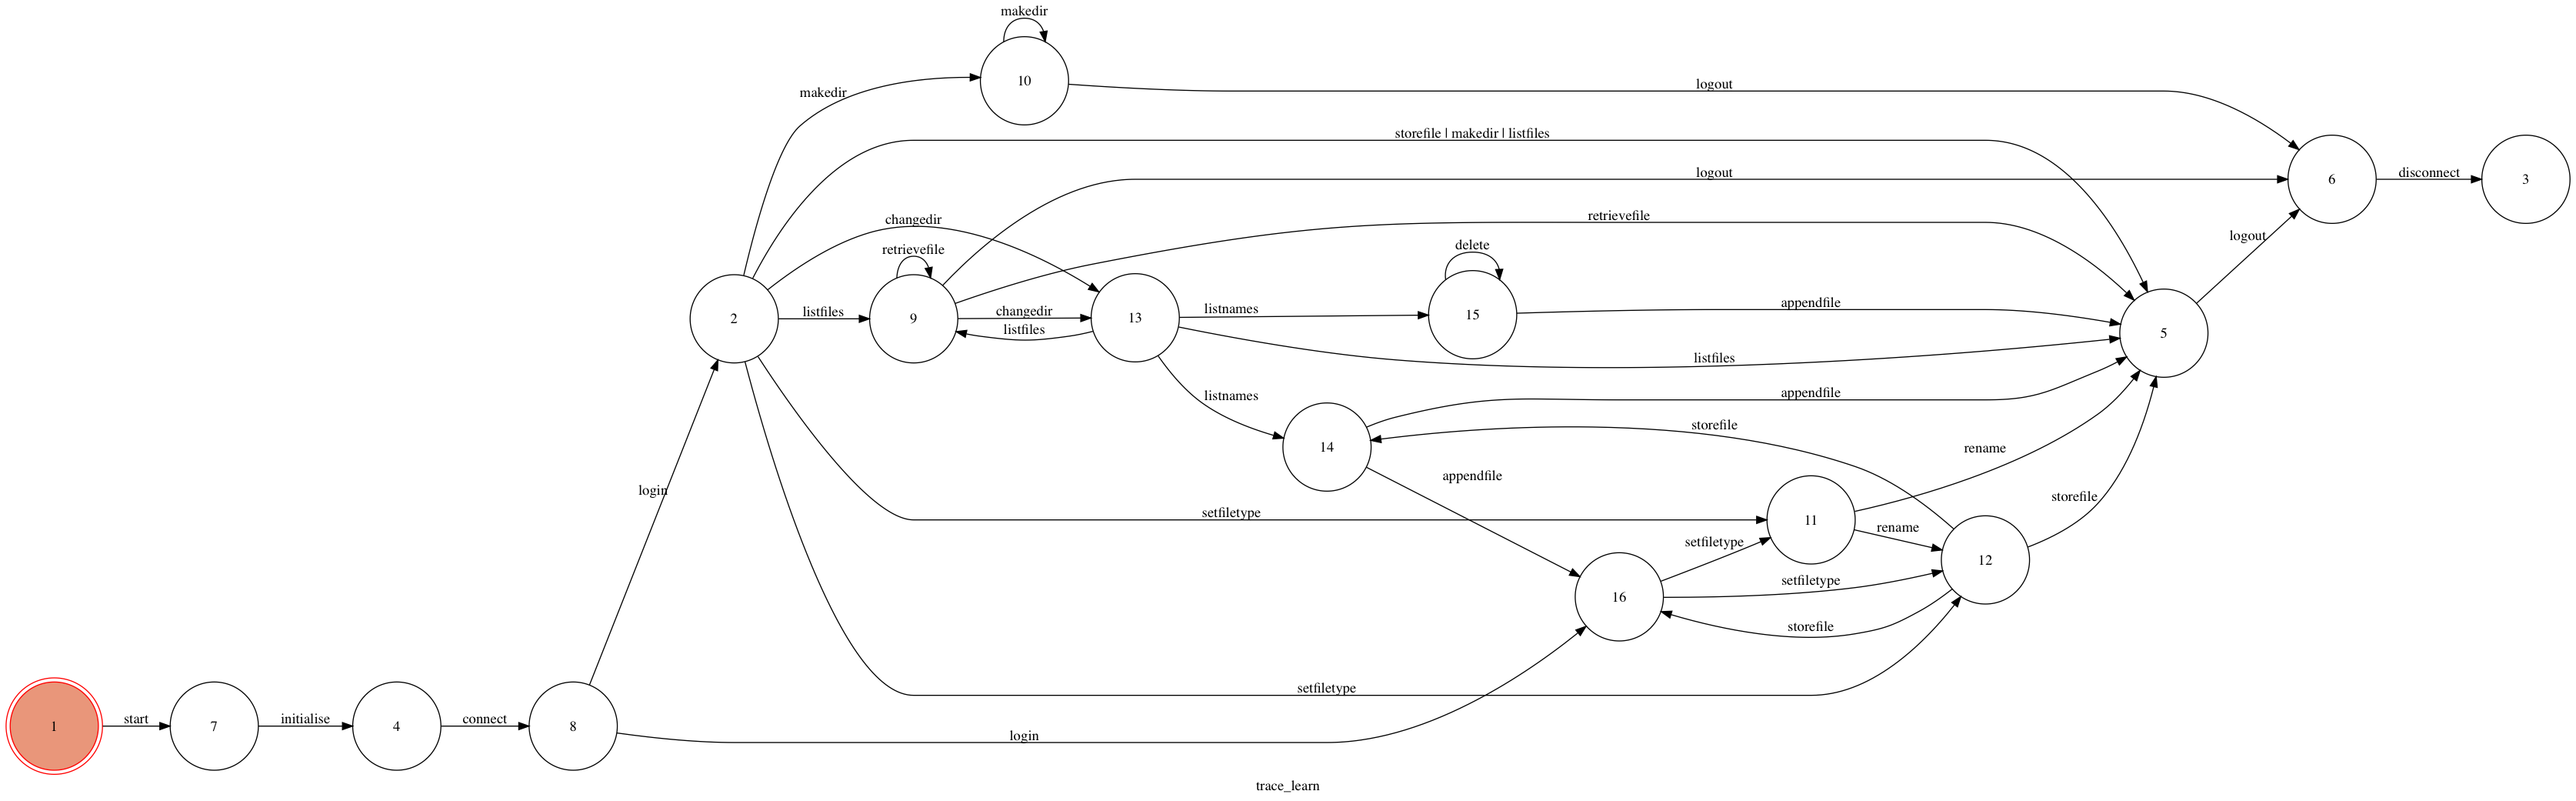 makedir
10
makedir
logout
storefile | makedir | listfiles
logout
6
disconnect
3
changedir
retrievefile
retrievefile
logout
delete
2
listfiles
9
changedir
listfiles
13
listnames
15
appendfile
5
listfiles
listnames
appendfile
14
storefile
appendfile
rename
login
setfiletype
11
rename
storefile
setfiletype
12
setfiletype
16
storefile
setfiletype
1
start
7
initialise
4
connect
8
login
trace_learn